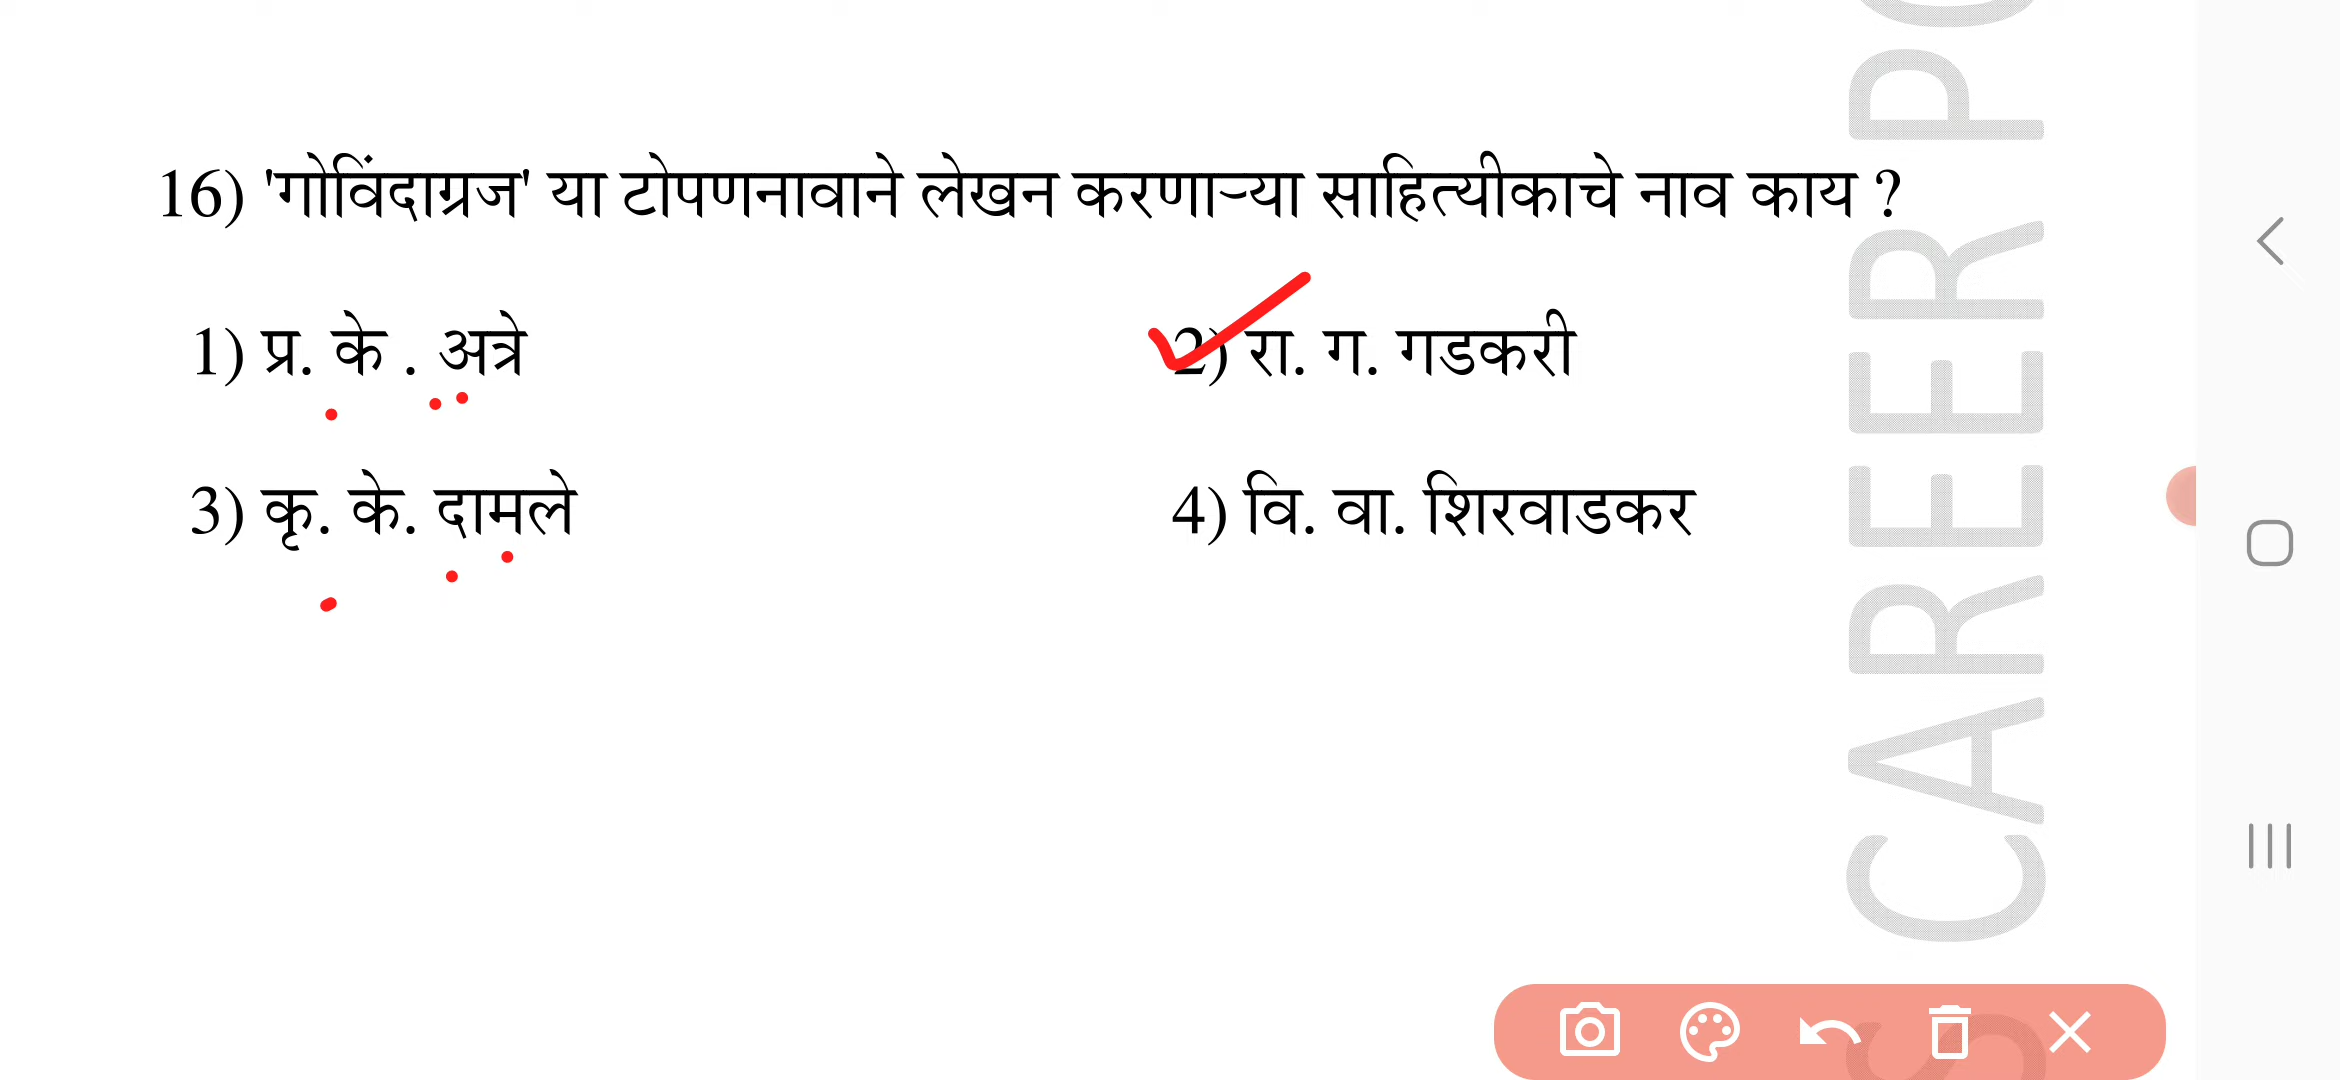 16) 'गोविंदाग्रज' या टोपणनावाने लेखन करणाऱ्या साहित्यीकाचे नाव काय ?
1) प्र. के . अत्रे
2) रा. ग. गडकरी
3) कृ. के. दामले
4) वि. वा. शिरवाडकर
CAREER